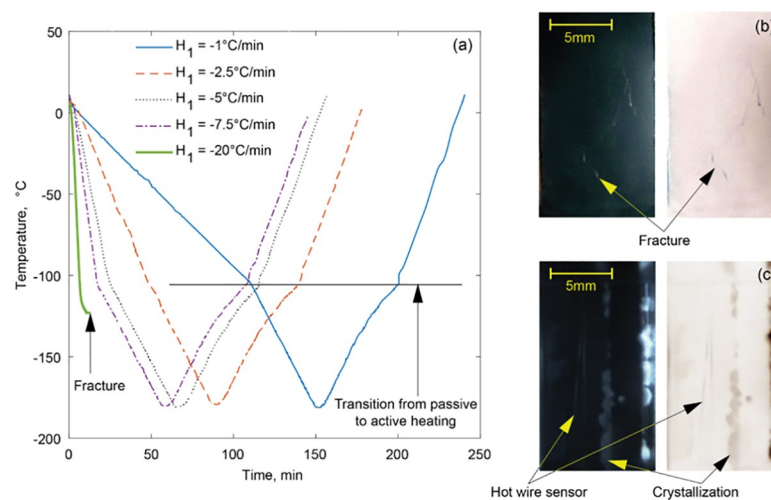 (a)
H1 = -1°C/min
H1 = -2.5°C/min
H1 = -5°C/min
H1 = -7.5°C/min
H1 = -20°C/min
50
0
-50
-100
-150
-200
Temperature, °C
0
50
100
150
200
250
Time, min
Fracture
Transition from passive
to active heating
(b)
5mm
Fracture
(c)
5mm
Hot wire sensor
Crystallization